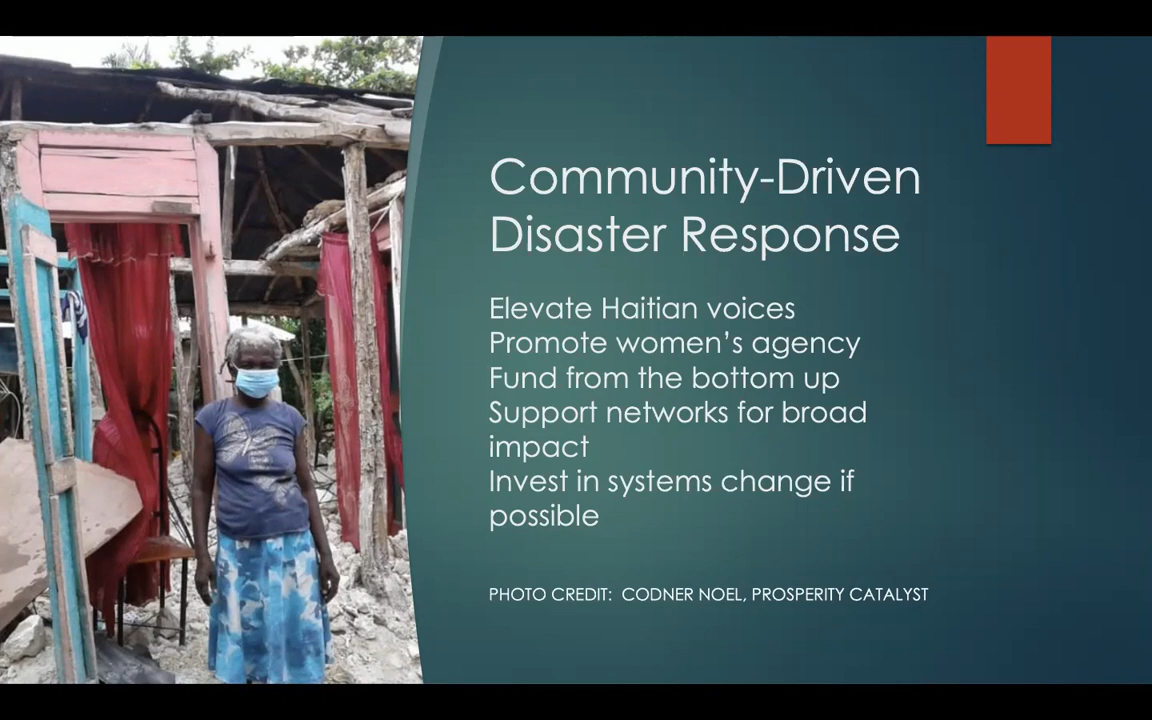 Community-Driven
Disaster Response
Elevate Haitian voices
Promote women’s agency
Fund from the bottom up
Support networks for broad
impact
Invest in systems change if
possible
PHOTO CREDIT:  CODNER NOEL, PROSPERITY CATALYST